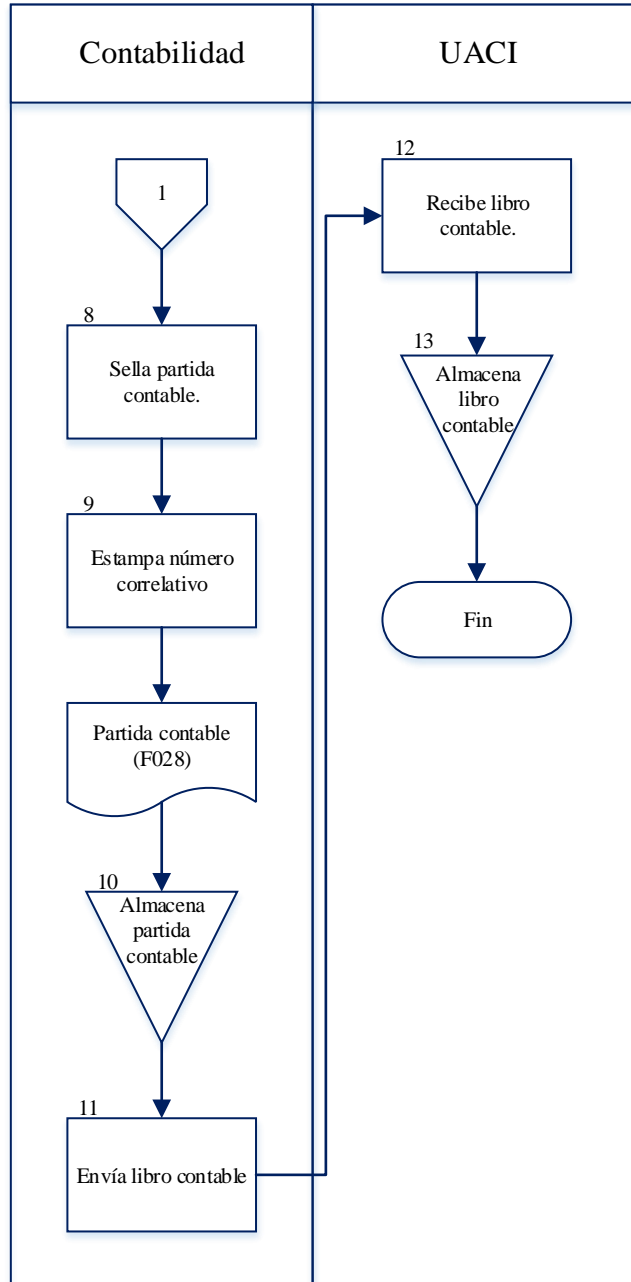 Contabilidad
UACI
1
8
Sella partida
contable.
9
Estampa número
correlativo
Partida contable
(F028)
10
Almacena
partida
contable
11
Envía libro contable
12
Recibe libro
contable.
13
Almacena
libro
contable
Fin